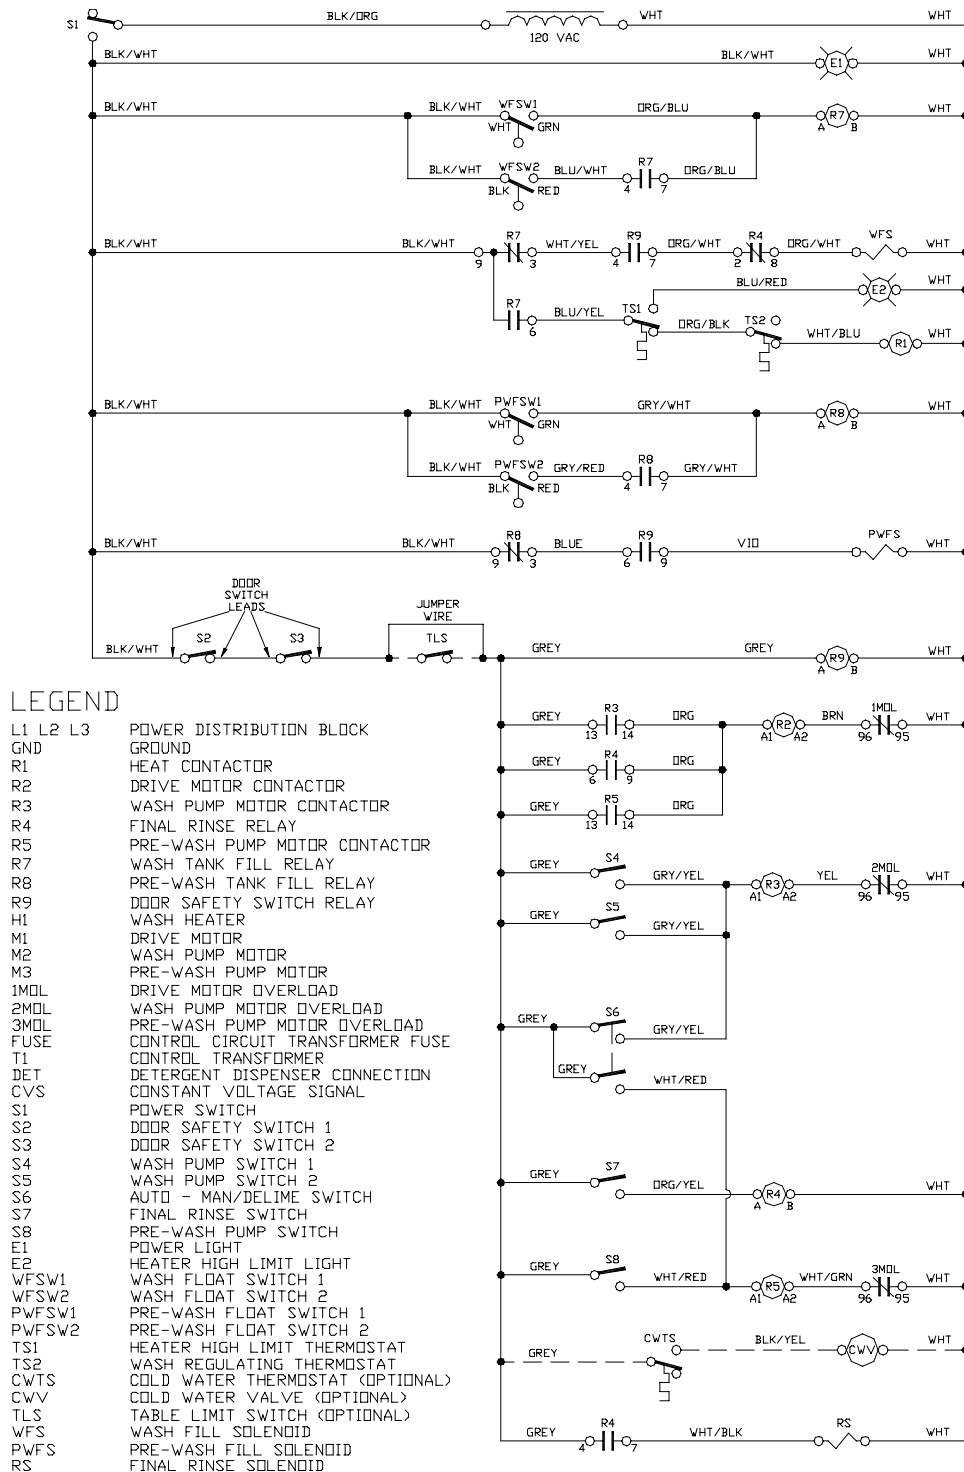 BLK/ORG WHT WHT
S1
120 VAC
BLK/WHT BLK/WHT E1 WHT
BLK/WHT BLK/WHT WFSW1 ORG/BLU R7 WHT
WHT GRN A B
BLK/WHT WFSW2 BLU/WHT R7 ORG/BLU
BLK RED 4 7
BLK/WHT BLK/WHT R7 WHT/YEL R9 ORG/WHT R4 ORG/WHT WFS WHT
9 3 4 7 2 8
BLU/RED E2 WHT
R7 BLU/YEL TS1 ORG/BLK TS2 WHT/BLU R1 WHT
6
BLK/WHT BLK/WHT PWFSW1 GRY/WHT R8 WHT
WHT GRN A B
BLK/WHT PWFSW2 GRY/RED R8 GRY/WHT
BLK RED 4 7
BLK/WHT BLK/WHT R8 BLUE R9 VIO PWFS WHT
9 3 6 9
DOOR
SWITCH
LEADS
JUMPER
WIRE
BLK/WHT S2 S3 TLS GREY GREY R9 WHT
A B
GREY R3 ORG R2 BRN 1MOL WHT
13 14 A1 A2 96 95
GREY R4 ORG
6 9
GREY R5 ORG
13 14
GREY S4 GRY/YEL R3 YEL 2MOL WHT
A1 A2 96 95
GREY S5 GRY/YEL
GREY S6 GRY/YEL
GREY WHT/RED
GREY S7 ORG/YEL R4 WHT
A B
GREY S8 WHT/RED R5 WHT/GRN 3MOL WHT
A1 A2 96 95
GREY CWTS BLK/YEL CWV WHT
GREY R4 WHT/BLK RS WHT
4 7
LEGEND
L1 L2 L3 POWER DISTRIBUTION BLOCK
GND GROUND
R1 HEAT CONTACTOR
R2 DRIVE MOTOR CONTACTOR
R3 WASH PUMP MOTOR CONTACTOR
R4 FINAL RINSE RELAY
R5 PRE-WASH PUMP MOTOR CONTACTOR
R7 WASH TANK FILL RELAY
R8 PRE-WASH TANK FILL RELAY
R9 DOOR SAFETY SWITCH RELAY
H1 WASH HEATER
M1 DRIVE MOTOR
M2 WASH PUMP MOTOR
M3 PRE-WASH PUMP MOTOR
1MOL DRIVE MOTOR OVERLOAD
2MOL WASH PUMP MOTOR OVERLOAD
3MOL PRE-WASH PUMP MOTOR OVERLOAD
FUSE CONTROL CIRCUIT TRANSFORMER FUSE
T1 CONTROL TRANSFORMER
DET DETERGENT DISPENSER CONNECTION
CVS CONSTANT VOLTAGE SIGNAL
S1 POWER SWITCH
S2 DOOR SAFETY SWITCH 1
S3 DOOR SAFETY SWITCH 2
S4 WASH PUMP SWITCH 1
S5 WASH PUMP SWITCH 2
S6 AUTO - MAN/DELIME SWITCH
S7 FINAL RINSE SWITCH
S8 PRE-WASH PUMP SWITCH
E1 POWER LIGHT
E2 HEATER HIGH LIMIT LIGHT
WFSW1 WASH FLOAT SWITCH 1
WFSW2 WASH FLOAT SWITCH 2
PWFSW1 PRE-WASH FLOAT SWITCH 1
PWFSW2 PRE-WASH FLOAT SWITCH 2
TS1 HEATER HIGH LIMIT THERMOSTAT
TS2 WASH REGULATING THERMOSTAT
CWTS COLD WATER THERMOSTAT (OPTIONAL)
CWV COLD WATER VALVE (OPTIONAL)
TLS TABLE LIMIT SWITCH (OPTIONAL)
WFS WASH FILL SOLENOID
PWFS PRE-WASH FILL SOLENOID
RS FINAL RINSE SOLENOID